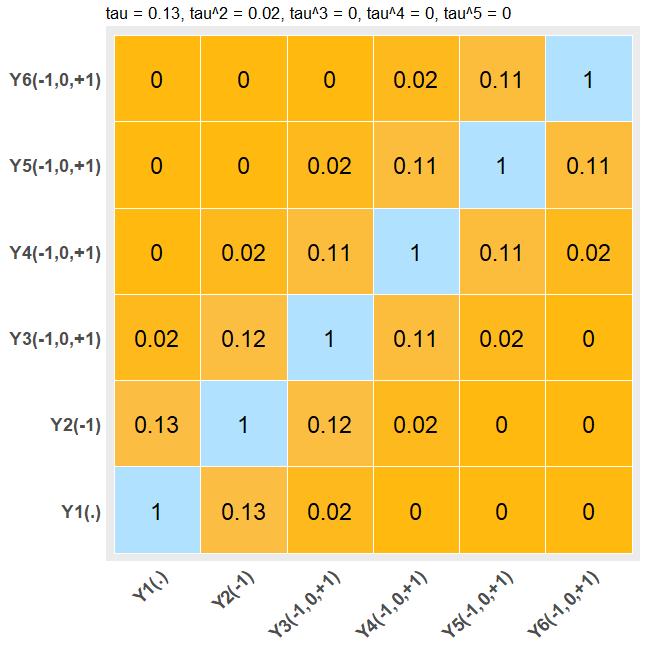 tau = 0.13, tau^2 = 0.02, tau^3 = 0, tau^4 = 0, tau^5 = 0
Y6(-1,0,+1) 0 0 0 0.02 0.11 1
Y5(-1,0,+1) 0 0 0.02 0.11 1 0.11
Y4(-1,0,+1) 0 0.02 0.11 1 0.11 0.02
Y3(-1,0,+1) 0.02 0.12 1 0.11 0.02 0
Y2(-1) 0.13 1 0.12 0.02 0 0
Y1(.) 1 0.13 0.02 0 0 0
Y1(.) Y2(-1) Y3(-1,0,+1) Y4(-1,0,+1) Y5(-1,0,+1) Y6(-1,0,+1)